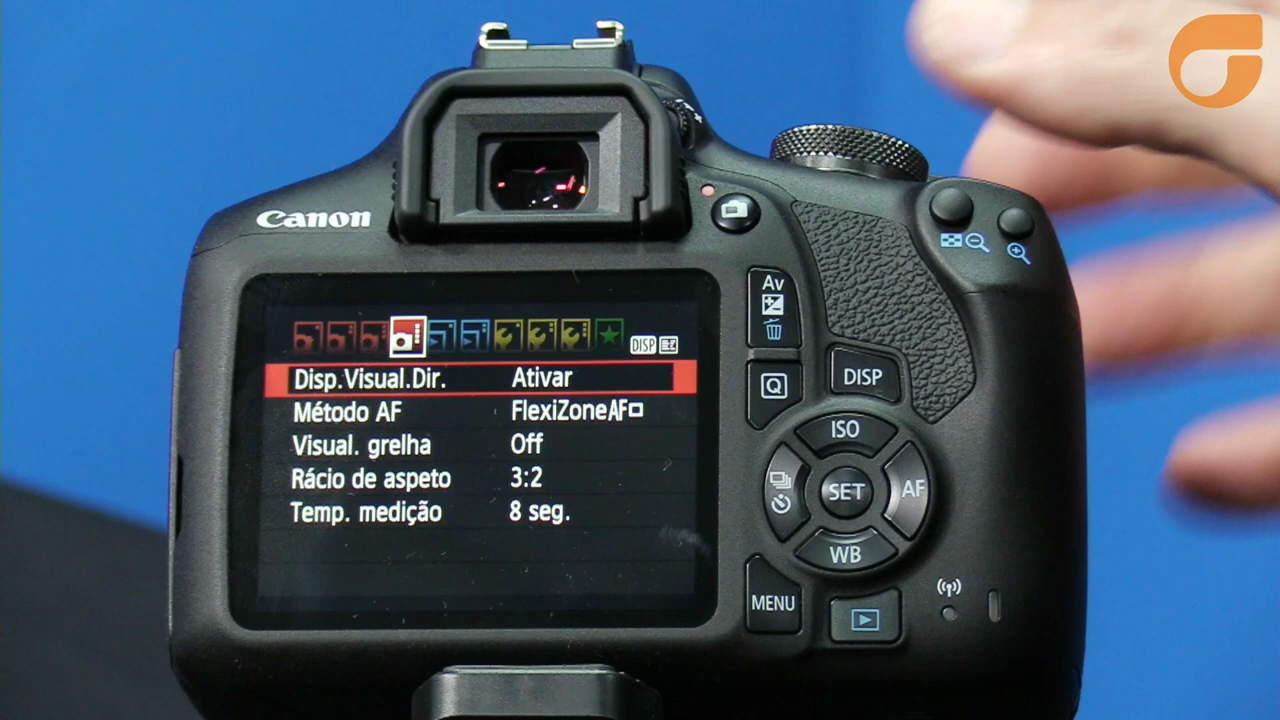 Canon
DISP
Disp.Visual.Dir. Ativar
Método AF FlexiZoneAF
Visual. grelha Off
Rácio de aspeto 3:2
Temp. medição 8 seg.
Av
Q
DISP
ISO
SET
AF
WB
MENU